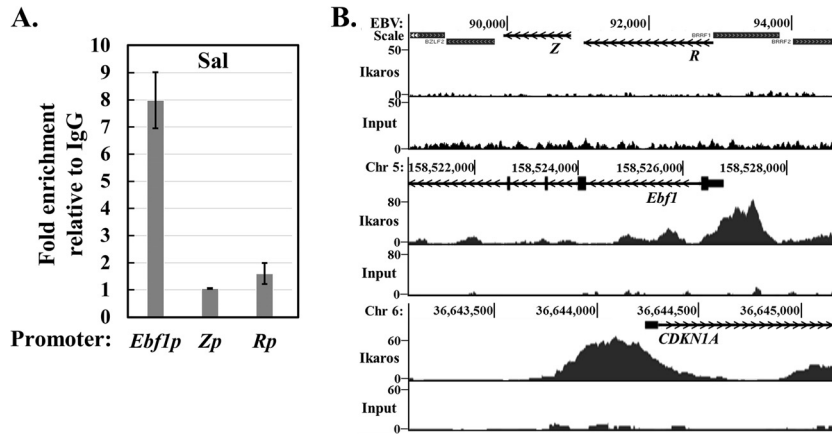 A.
Sal
10
9
8
7
6
5
4
3
2
1
0
Fold enrichment
relative to IgG
Promoter: Ebf1p Zp Rp
B.
EBV: 90,000 92,000 94,000
Scale BZLF2 Z R BRRF1 BRRF2
50
Ikaros
0
50
Input
0
Chr 5: 158,522,000 158,524,000 158,526,000 158,528,000
Ebf1
80
Ikaros
0
80
Input
0
Chr 6: 36,643,500 36,644,000 36,644,500 36,645,000
CDKN1A
60
Ikaros
0
60
Input
0